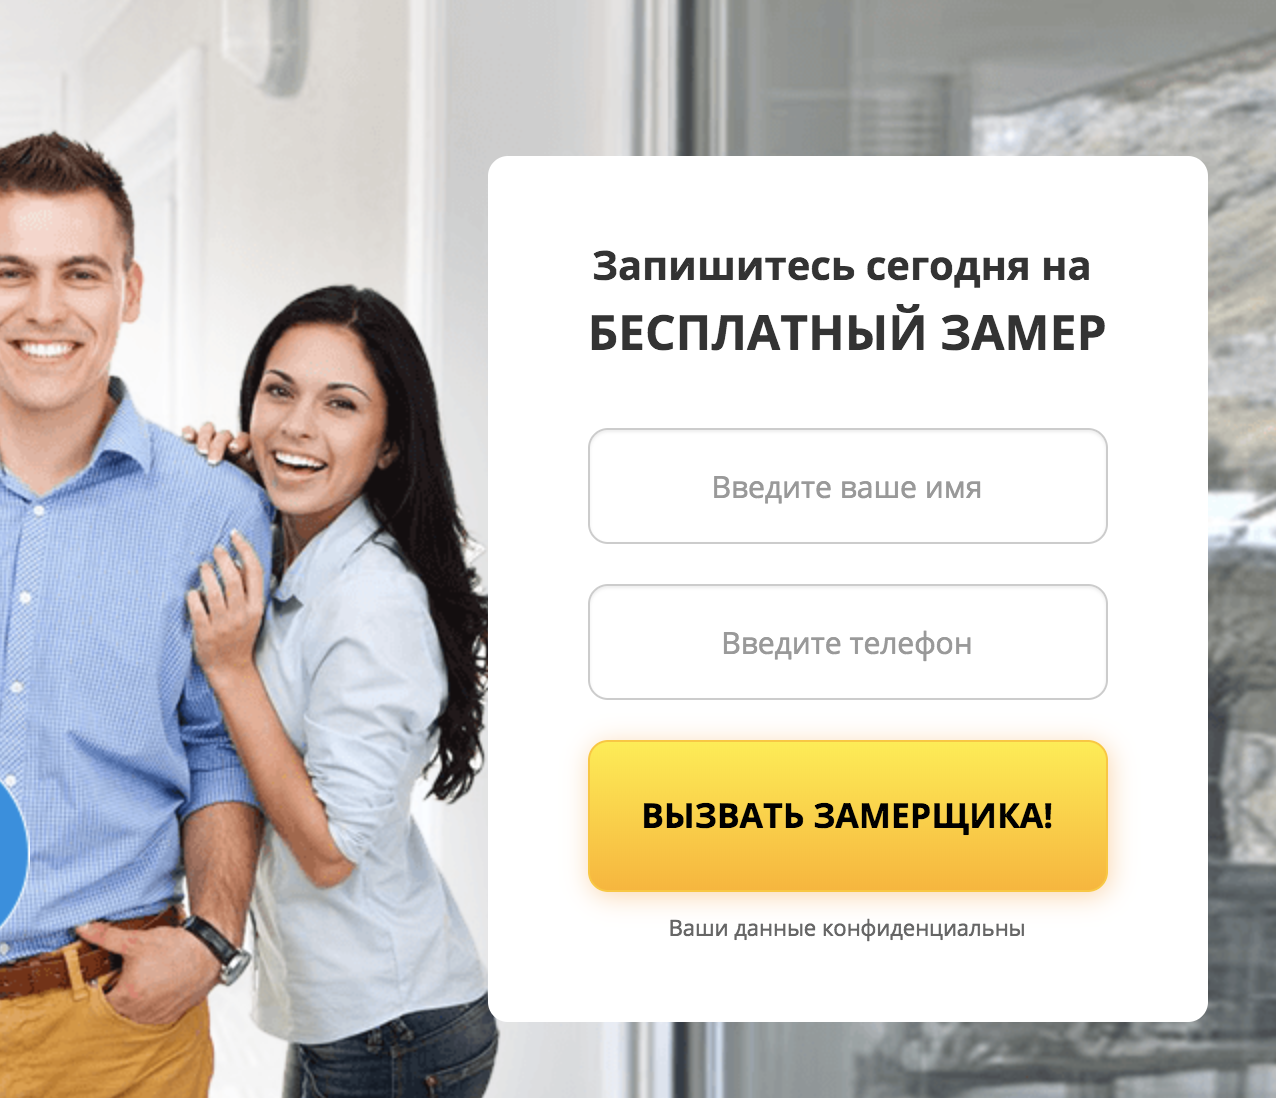 Запишитесь сегодня на
БЕСПЛАТНЫЙ ЗАМЕР
Введите ваше имя
Введите телефон
ВЫЗВАТЬ ЗАМЕРЩИКА!
Ваши данные конфиденциальны